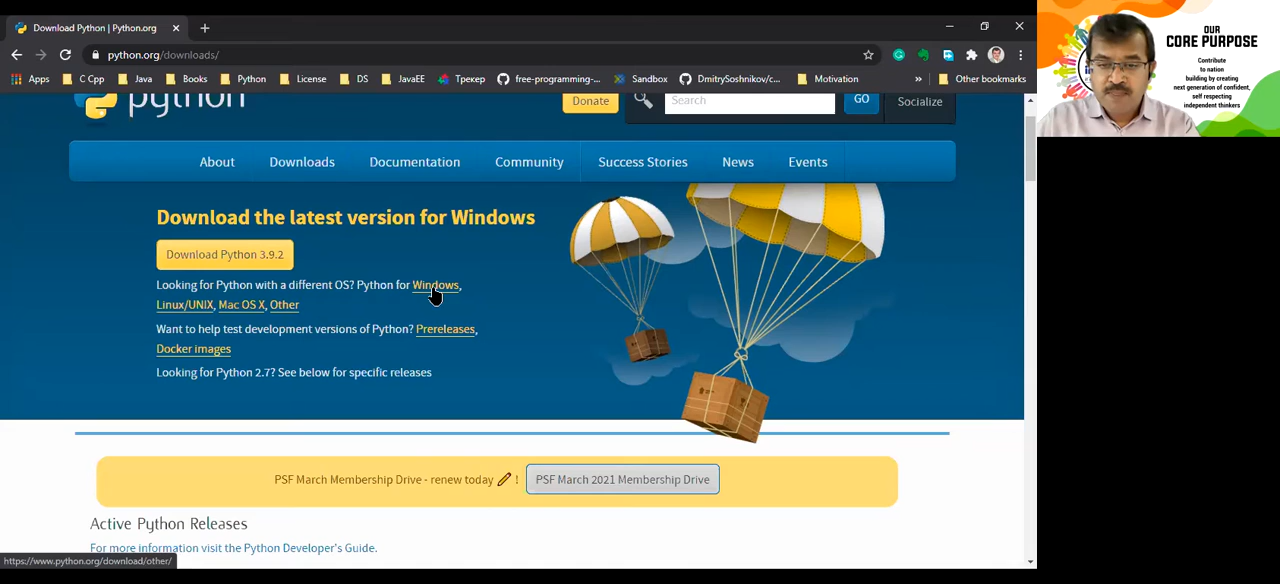 Download Python | Python.org
python.org/downloads/
Apps
C Cpp
Java
Books
Python
License
DS
JavaEE
Трекер
free-programming-...
Sandbox
DmitrySoshnikov/c...
Motivation
»
Other bookmarks
python
Donate
Search
GO
Socialize
About
Downloads
Documentation
Community
Success Stories
News
Events
Download the latest version for Windows
Download Python 3.9.2
Looking for Python with a different OS? Python for Windows,
Linux/UNIX, Mac OS X, Other
Want to help test development versions of Python? Prereleases,
Docker images
Looking for Python 2.7? See below for specific releases
PSF March Membership Drive - renew today !
PSF March 2021 Membership Drive
Active Python Releases
For more information visit the Python Developer's Guide.
https://www.python.org/download/other/
OUR
CORE PURPOSE
Contribute
to nation
building by creating
next generation of confident,
self respecting
independent thinkers